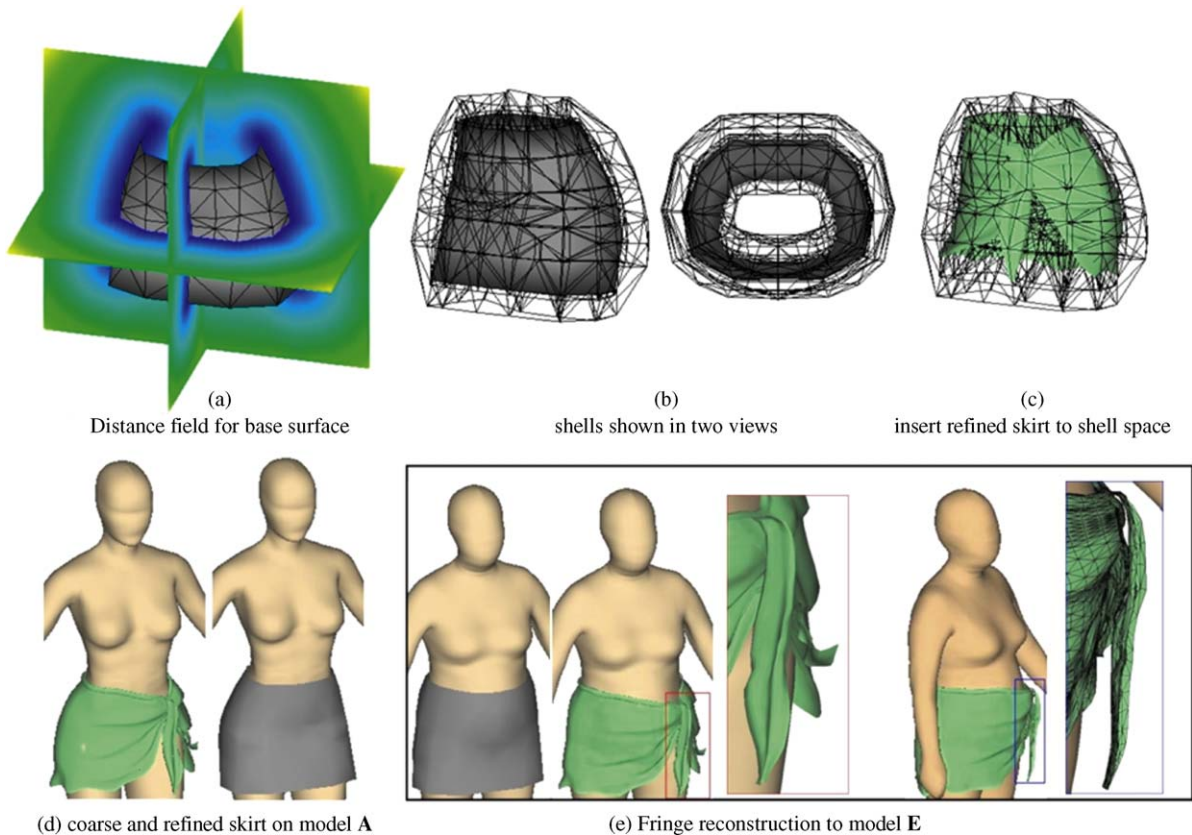 (a)
Distance field for base surface
(b)
shells shown in two views
(c)
insert refined skirt to shell space
(d) coarse and refined skirt on model A
(e) Fringe reconstruction to model E